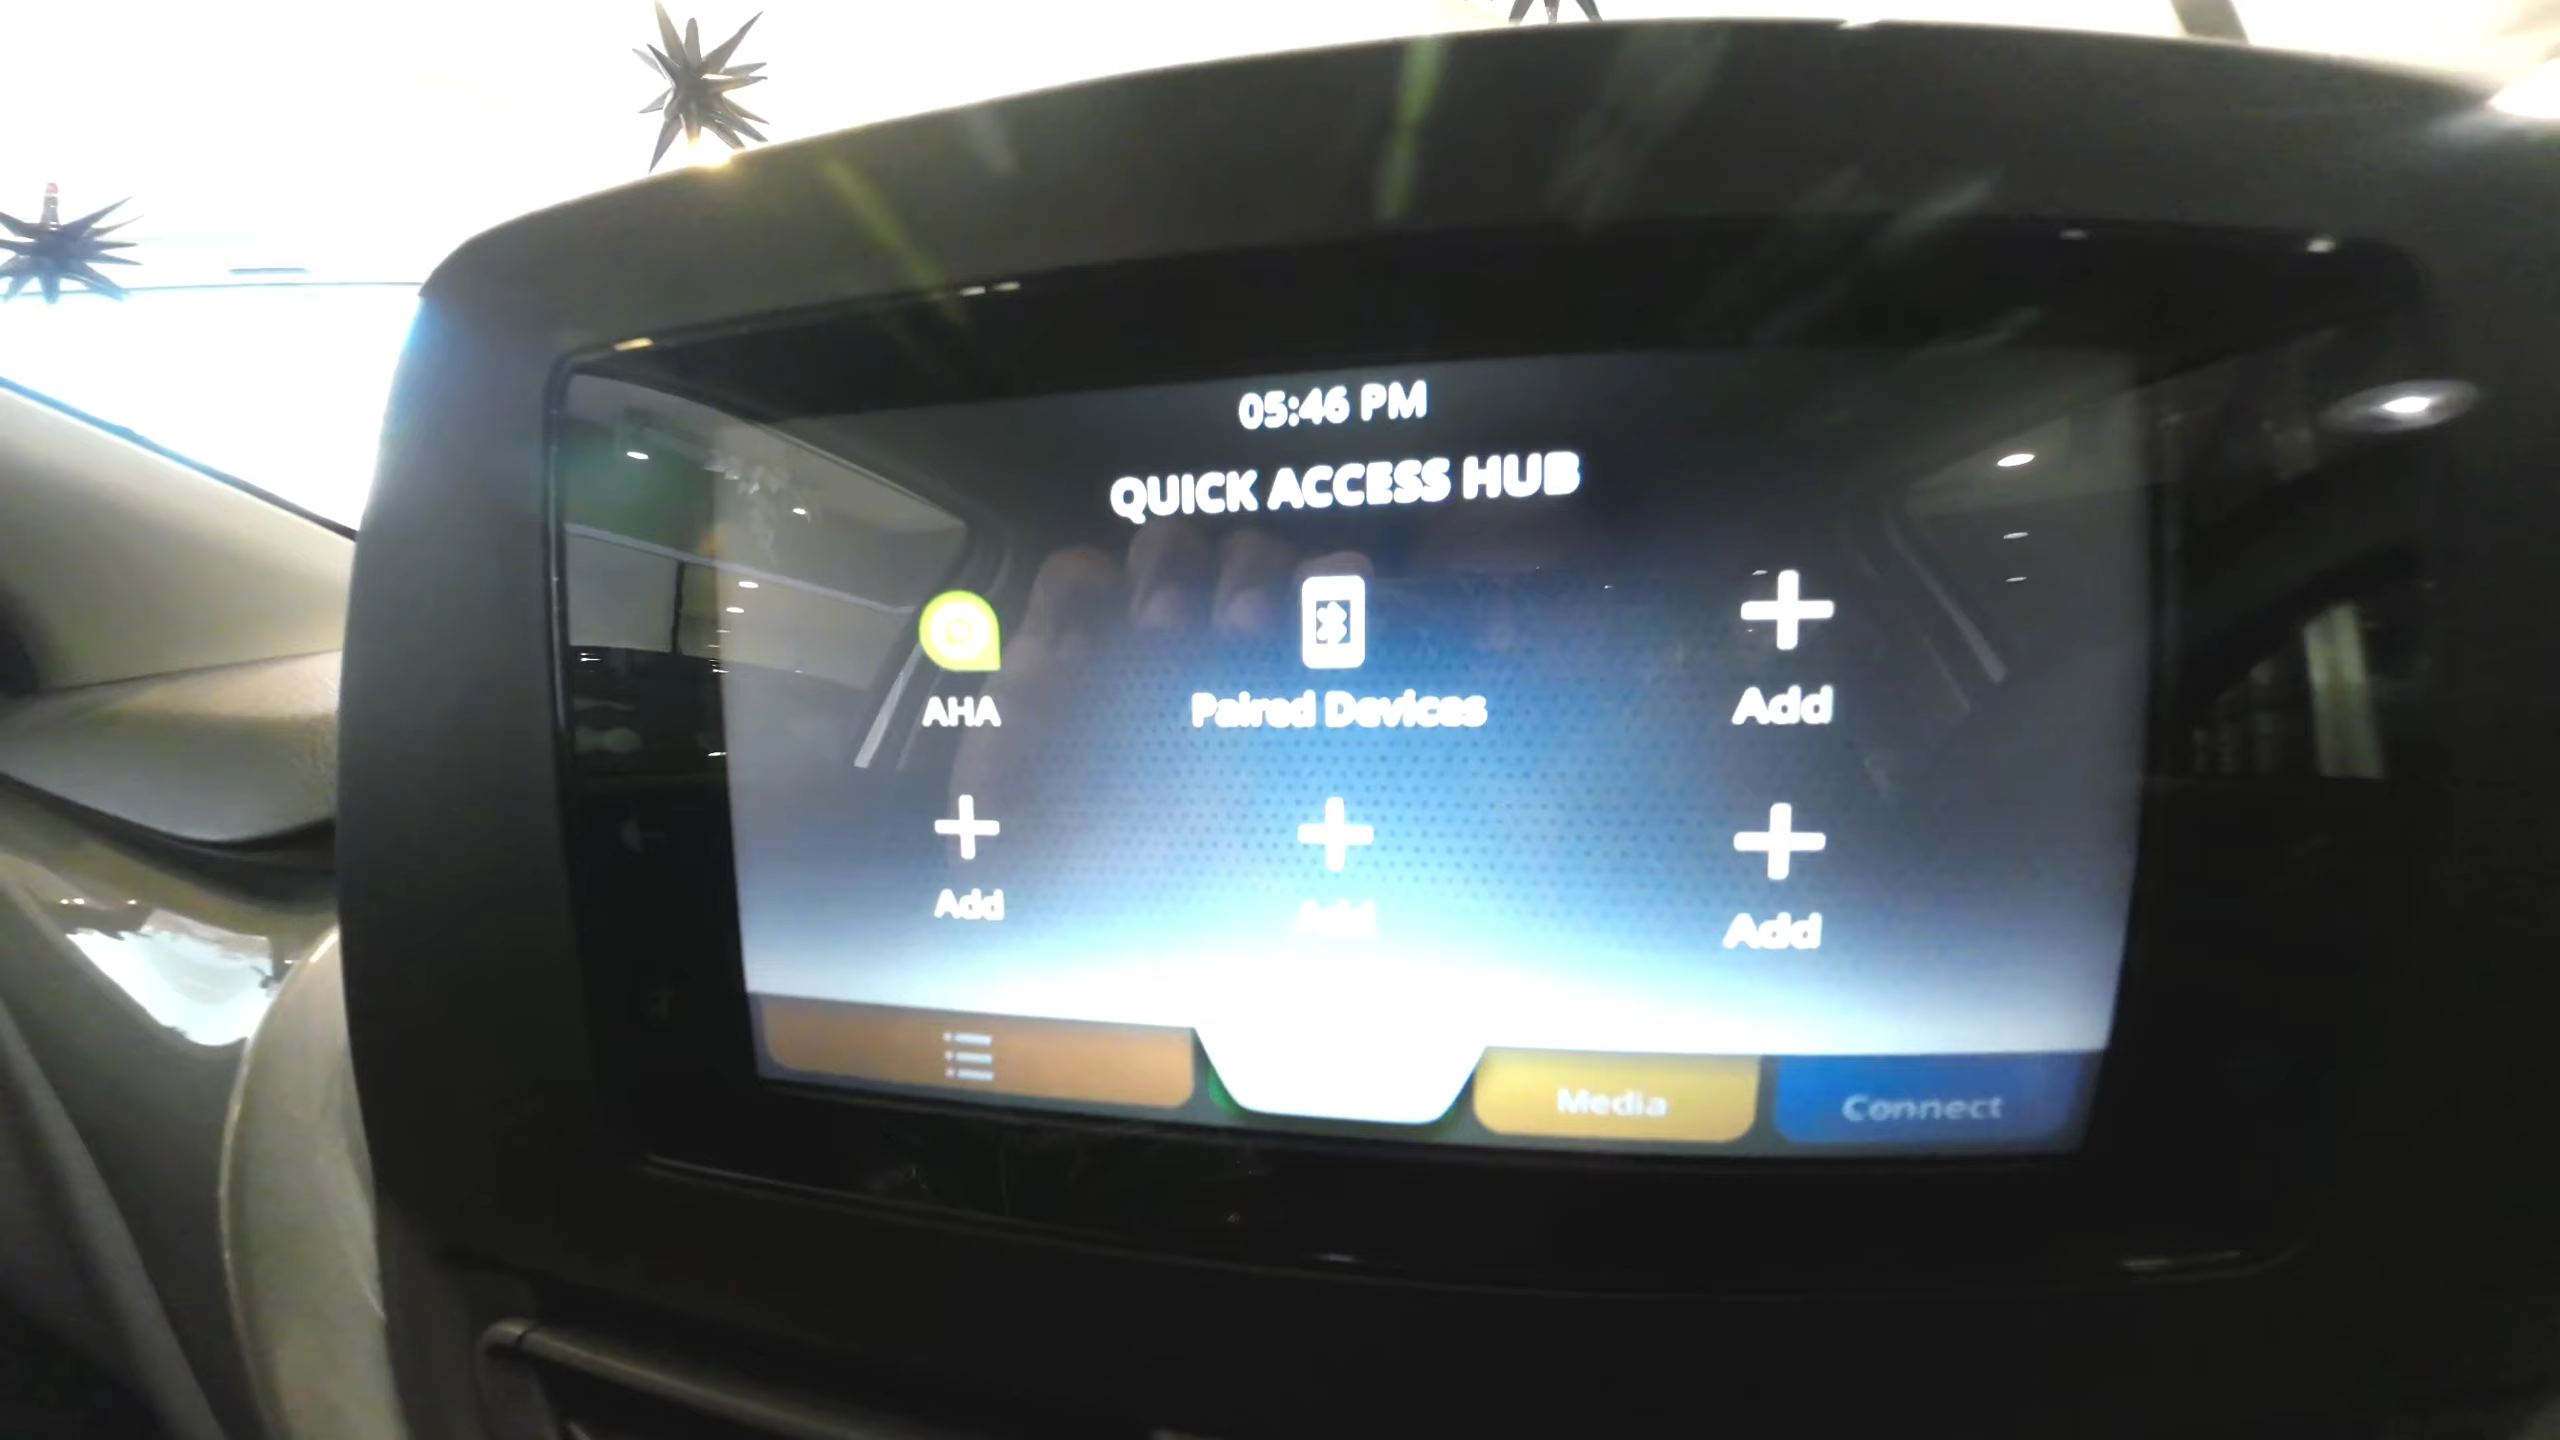 05:46 PM
QUICK ACCESS HUB
AHA
Paired Devices
Add
Add
Add
Add
Media
Connect